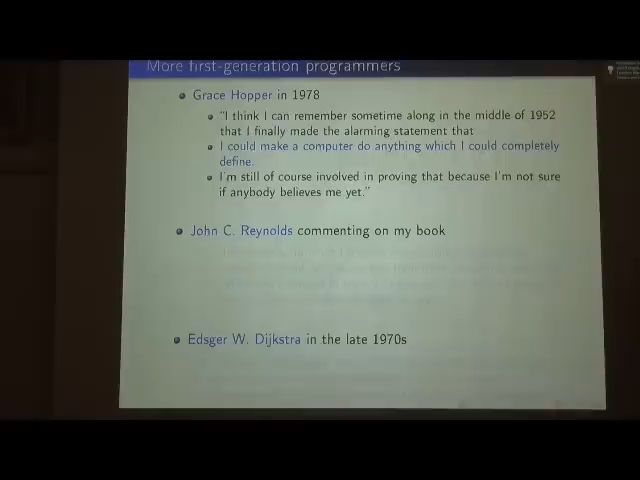 More first-generation programmers
Grace Hopper in 1978
"I think I can remember sometime along in the middle of 1952
that I finally made the alarming statement that
I could make a computer do anything which I could completely
define.
I'm still of course involved in proving that because I'm not sure
if anybody believes me yet."
John C. Reynolds commenting on my book
Edsger W. Dijkstra in the late 1970s